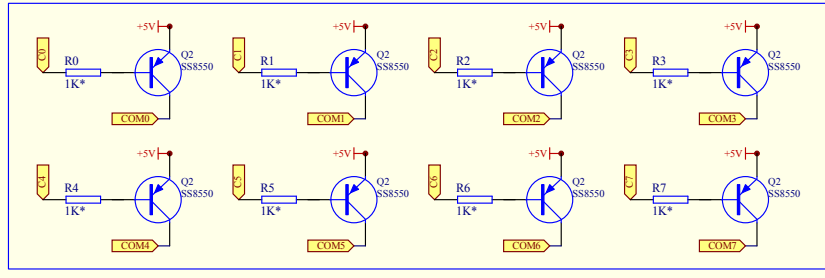 +5V +5V +5V +5V
C0 R0 Q2 C1 R1 Q2 C2 R2 Q2 C3 R3 Q2
SS8550 SS8550 SS8550 SS8550
1K* 1K* 1K* 1K*
COM0 COM1 COM2 COM3
+5V +5V +5V +5V
C4 R4 Q2 C5 R5 Q2 C6 R6 Q2 C7 R7 Q2
SS8550 SS8550 SS8550 SS8550
1K* 1K* 1K* 1K*
COM4 COM5 COM6 COM7